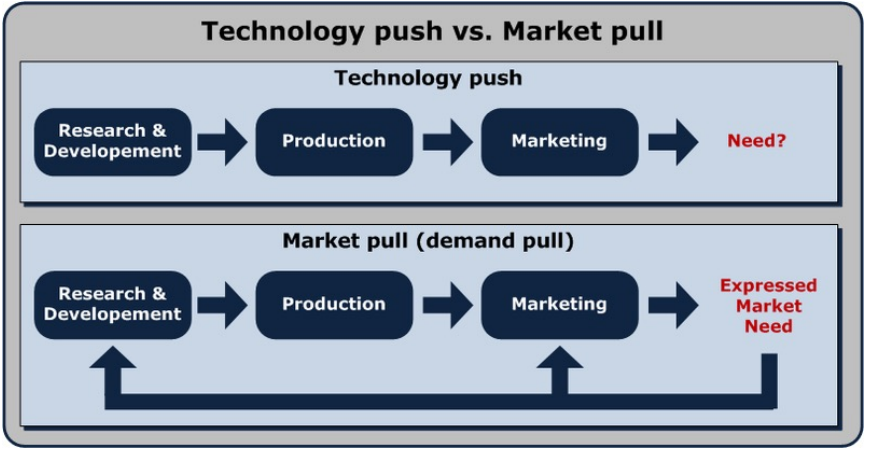 Technology push vs. Market pull
Technology push
Research &
Developement
Production
Marketing
Need?
Market pull (demand pull)
Research &
Developement
Production
Marketing
Expressed
Market
Need